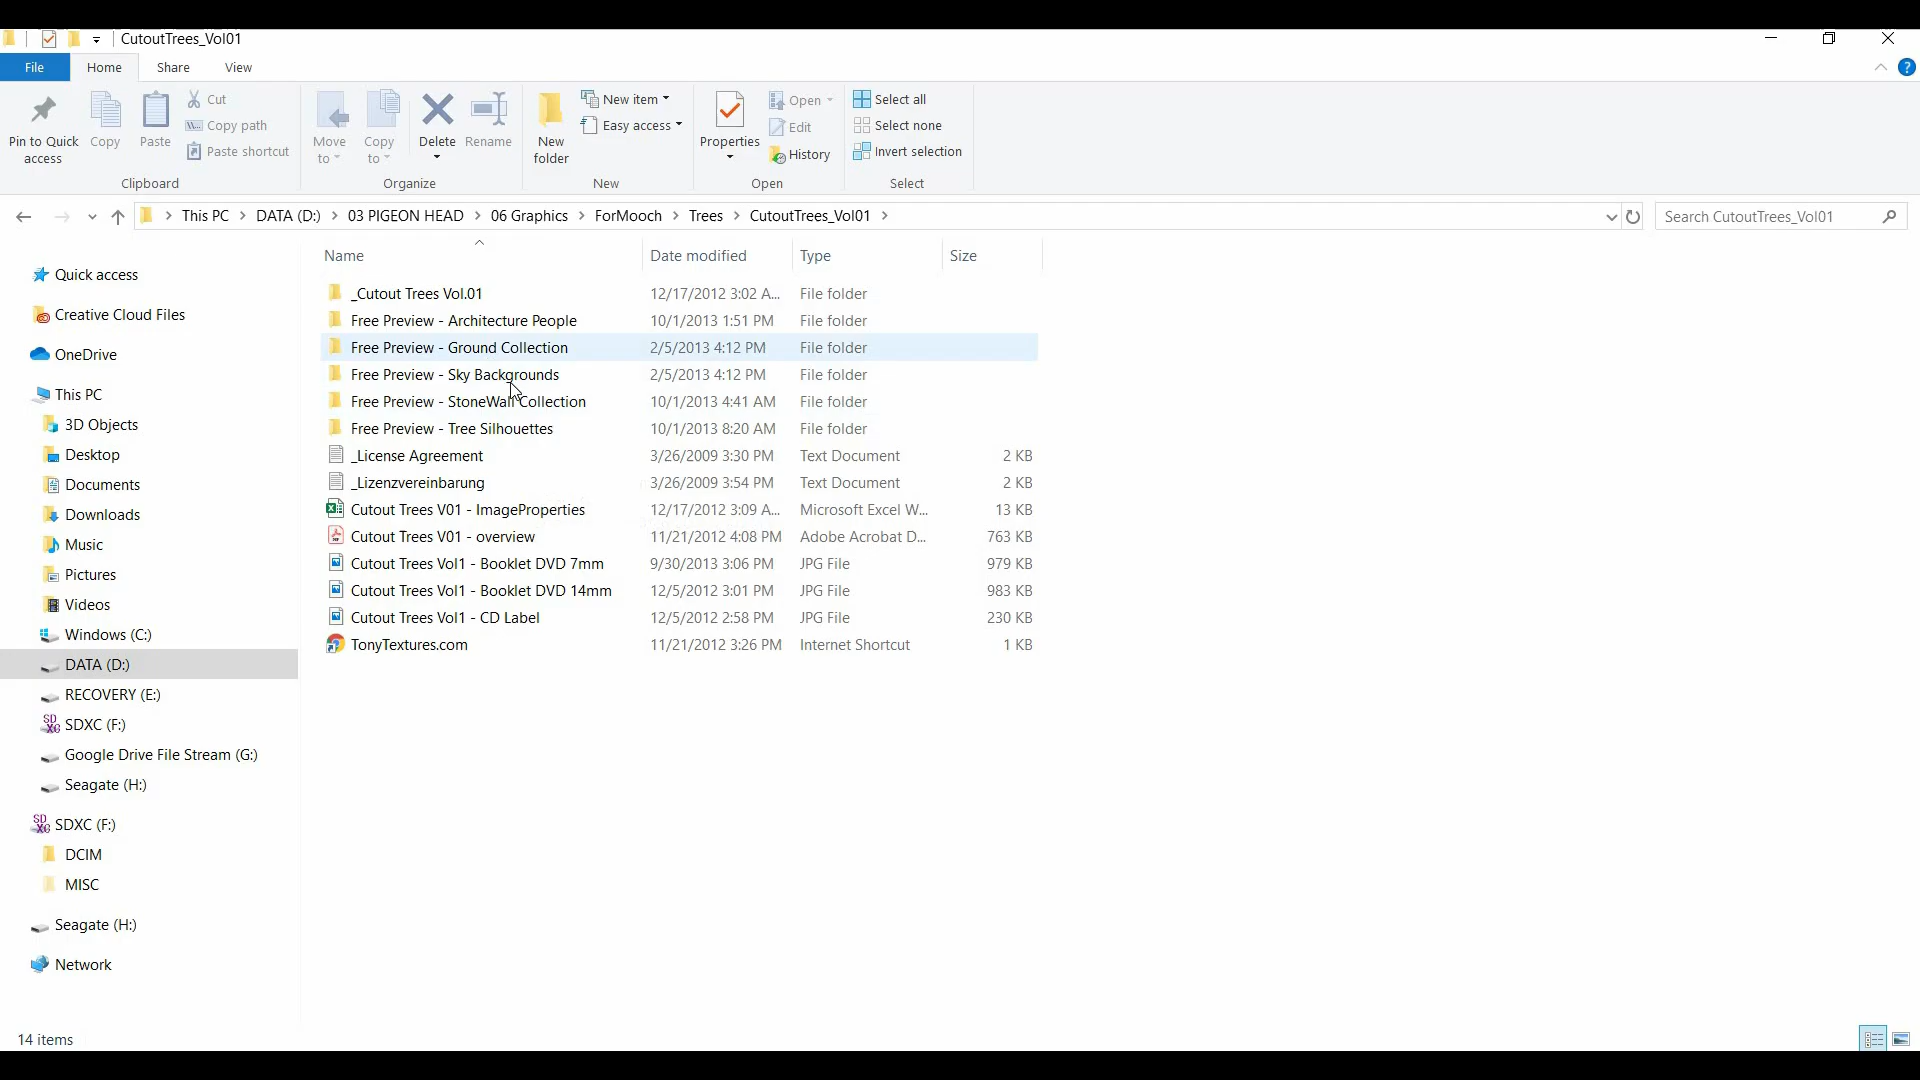 CutoutTrees_Vol01
File Home Share View
Pin to Quick access
Copy
Paste
Cut
Copy path
Paste shortcut
Clipboard
Move to
Copy to
Delete
Rename
Organize
New folder
New item
Easy access
New
Properties
Open
Edit
History
Open
Select all
Select none
Invert selection
Select
This PC > DATA (D:) > 03 PIGEON HEAD > 06 Graphics > ForMooch > Trees > CutoutTrees_Vol01 >
Search CutoutTrees_Vol01
Quick access
Creative Cloud Files
OneDrive
This PC
3D Objects
Desktop
Documents
Downloads
Music
Pictures
Videos
Windows (C:)
DATA (D:)
RECOVERY (E:)
SDXC (F:)
Google Drive File Stream (G:)
Seagate (H:)
SDXC (F:)
DCIM
MISC
Seagate (H:)
Network
Name Date modified Type Size
_Cutout Trees Vol.01 12/17/2012 3:02 A... File folder
Free Preview - Architecture People 10/1/2013 1:51 PM File folder
Free Preview - Ground Collection 2/5/2013 4:12 PM File folder
Free Preview - Sky Backgrounds 2/5/2013 4:12 PM File folder
Free Preview - StoneWall Collection 10/1/2013 4:41 AM File folder
Free Preview - Tree Silhouettes 10/1/2013 8:20 AM File folder
_License Agreement 3/26/2009 3:30 PM Text Document 2 KB
_Lizenzvereinbarung 3/26/2009 3:54 PM Text Document 2 KB
Cutout Trees V01 - ImageProperties 12/17/2012 3:09 A... Microsoft Excel W... 13 KB
Cutout Trees V01 - overview 11/21/2012 4:08 PM Adobe Acrobat D... 763 KB
Cutout Trees Vol1 - Booklet DVD 7mm 9/30/2013 3:06 PM JPG File 979 KB
Cutout Trees Vol1 - Booklet DVD 14mm 12/5/2012 3:01 PM JPG File 983 KB
Cutout Trees Vol1 - CD Label 12/5/2012 2:58 PM JPG File 230 KB
TonyTextures.com 11/21/2012 3:26 PM Internet Shortcut 1 KB
14 items